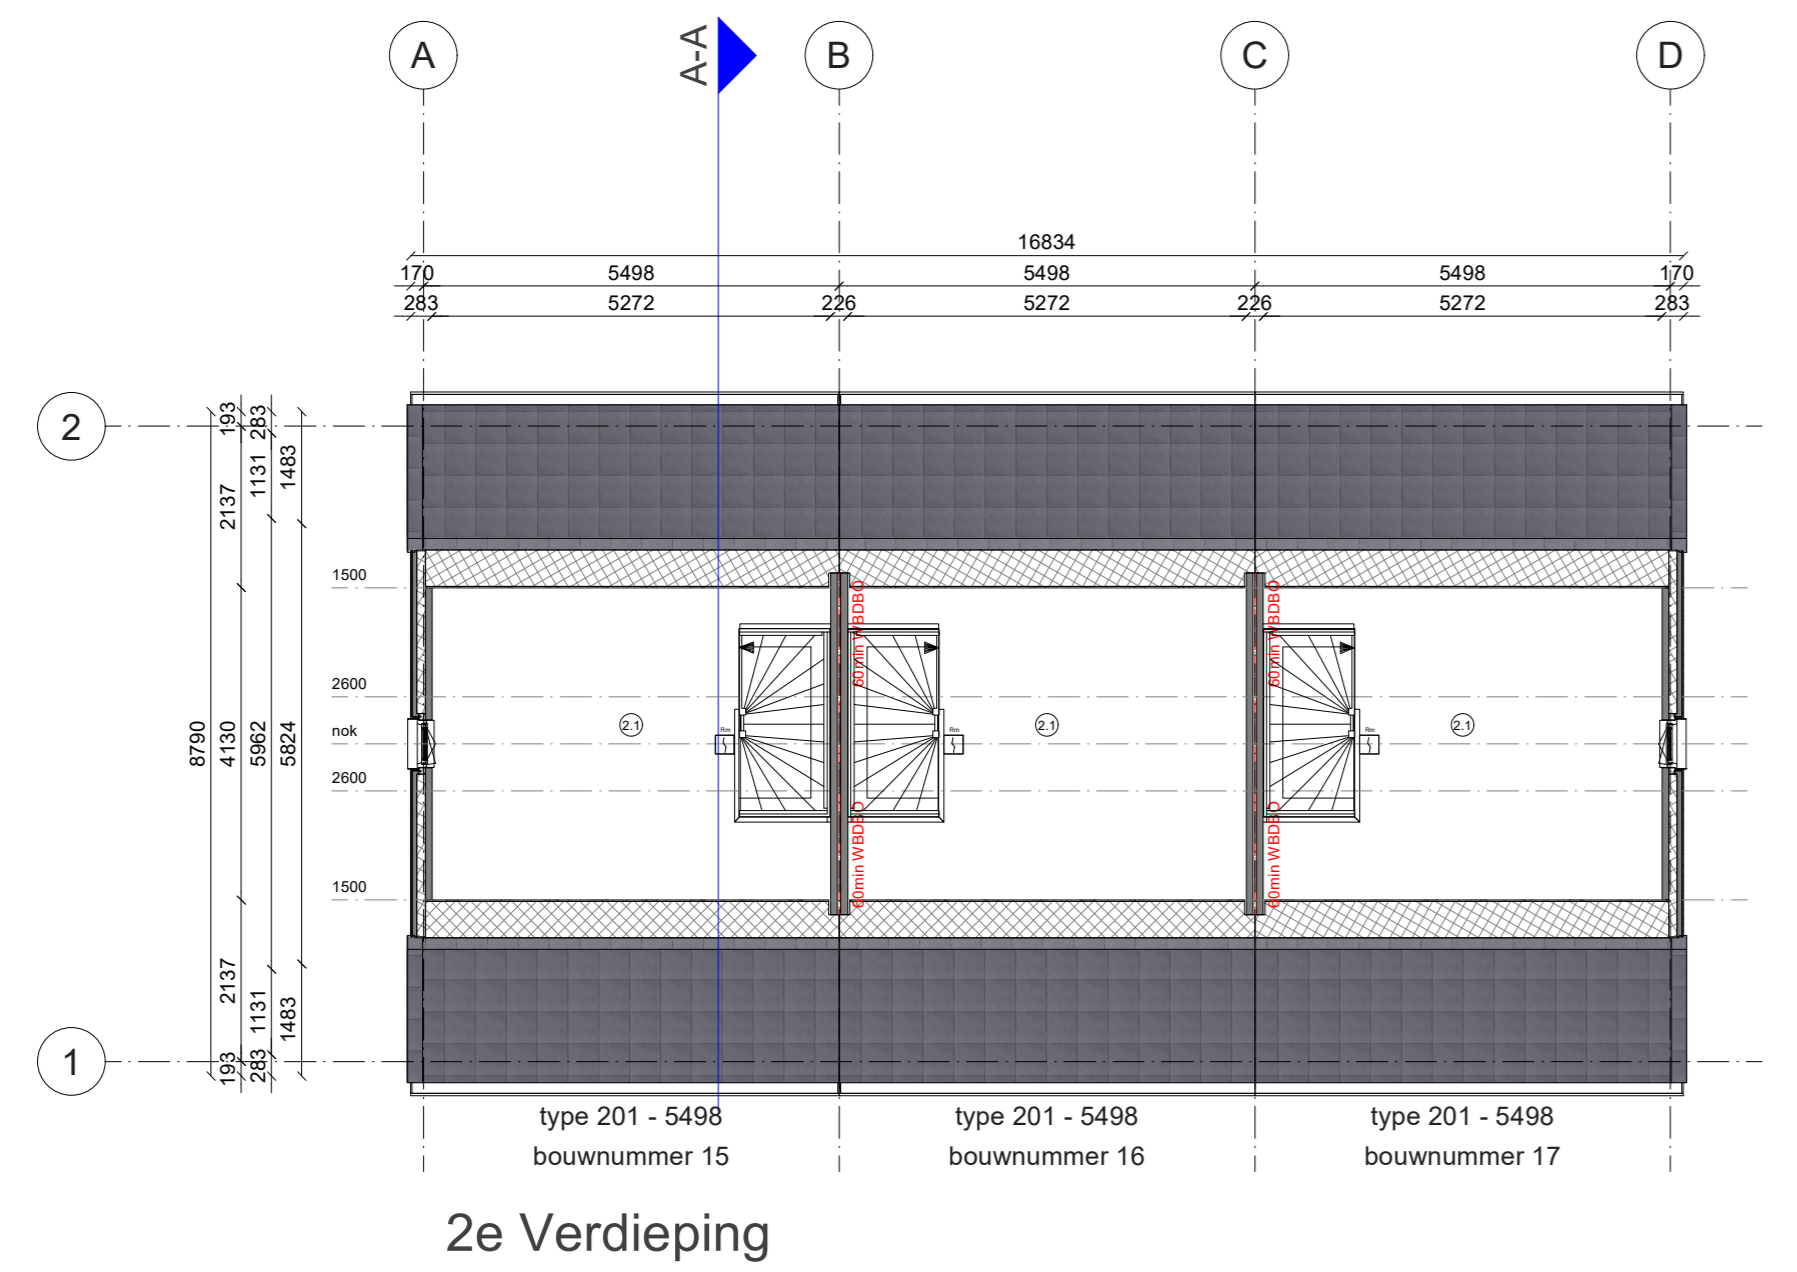 A
A-A
B
C
D
16834
170 5498 5498 5498 170
283 5272 226 5272 226 5272 283
2
193 283
1131 1483
2137
1500
60min WBDBO 60min WBDBO
2600
2.1 2.1 2.1
nok
Rm Rm Rm
8790 4130 5962 5824
2600
60min WBDBO 60min WBDBO
1500
2137
1131 1483
193 283
1
type 201 - 5498 type 201 - 5498 type 201 - 5498
bouwnummer 15 bouwnummer 16 bouwnummer 17
2e Verdieping